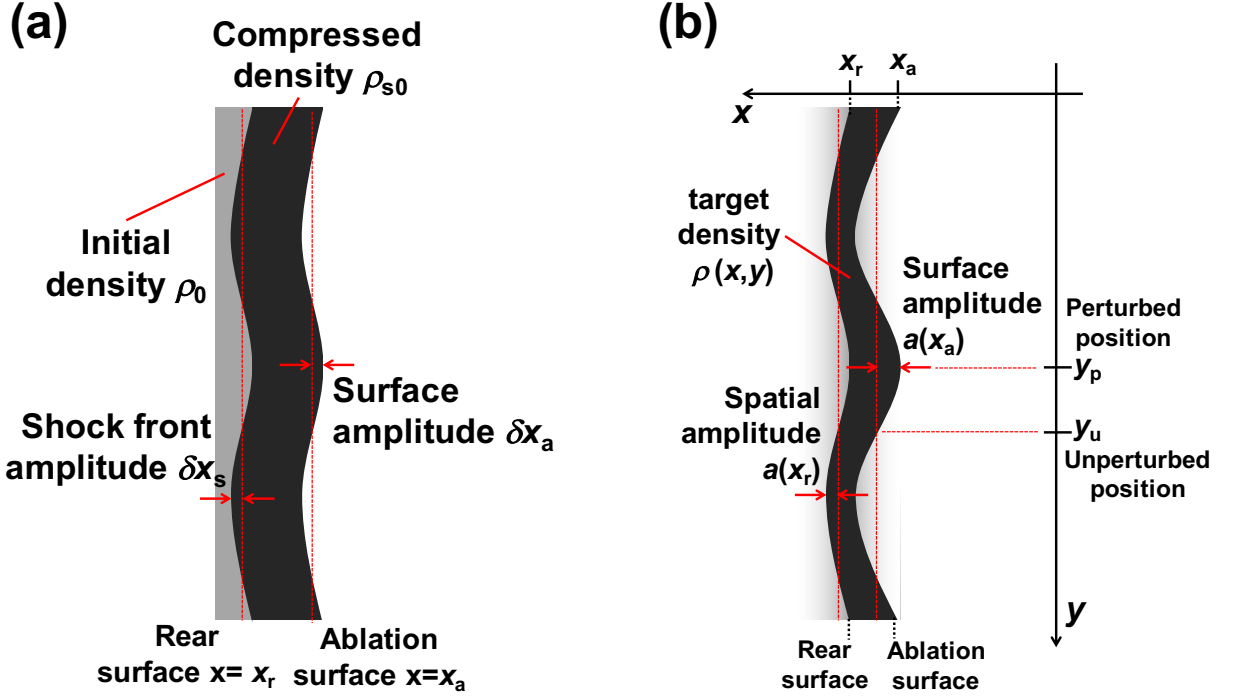 (a)
Compressed
density ρs0
Initial
density ρ0
Shock front
amplitude δxs
Surface
amplitude δxa
Rear
surface x= xr
Ablation
surface x=xa
(b)
xr
xa
x
target
density
ρ (x,y)
Surface
amplitude
a(xa)
Perturbed
position
yp
Spatial
amplitude
a(xr)
yu
Unperturbed
position
y
Rear
surface
Ablation
surface